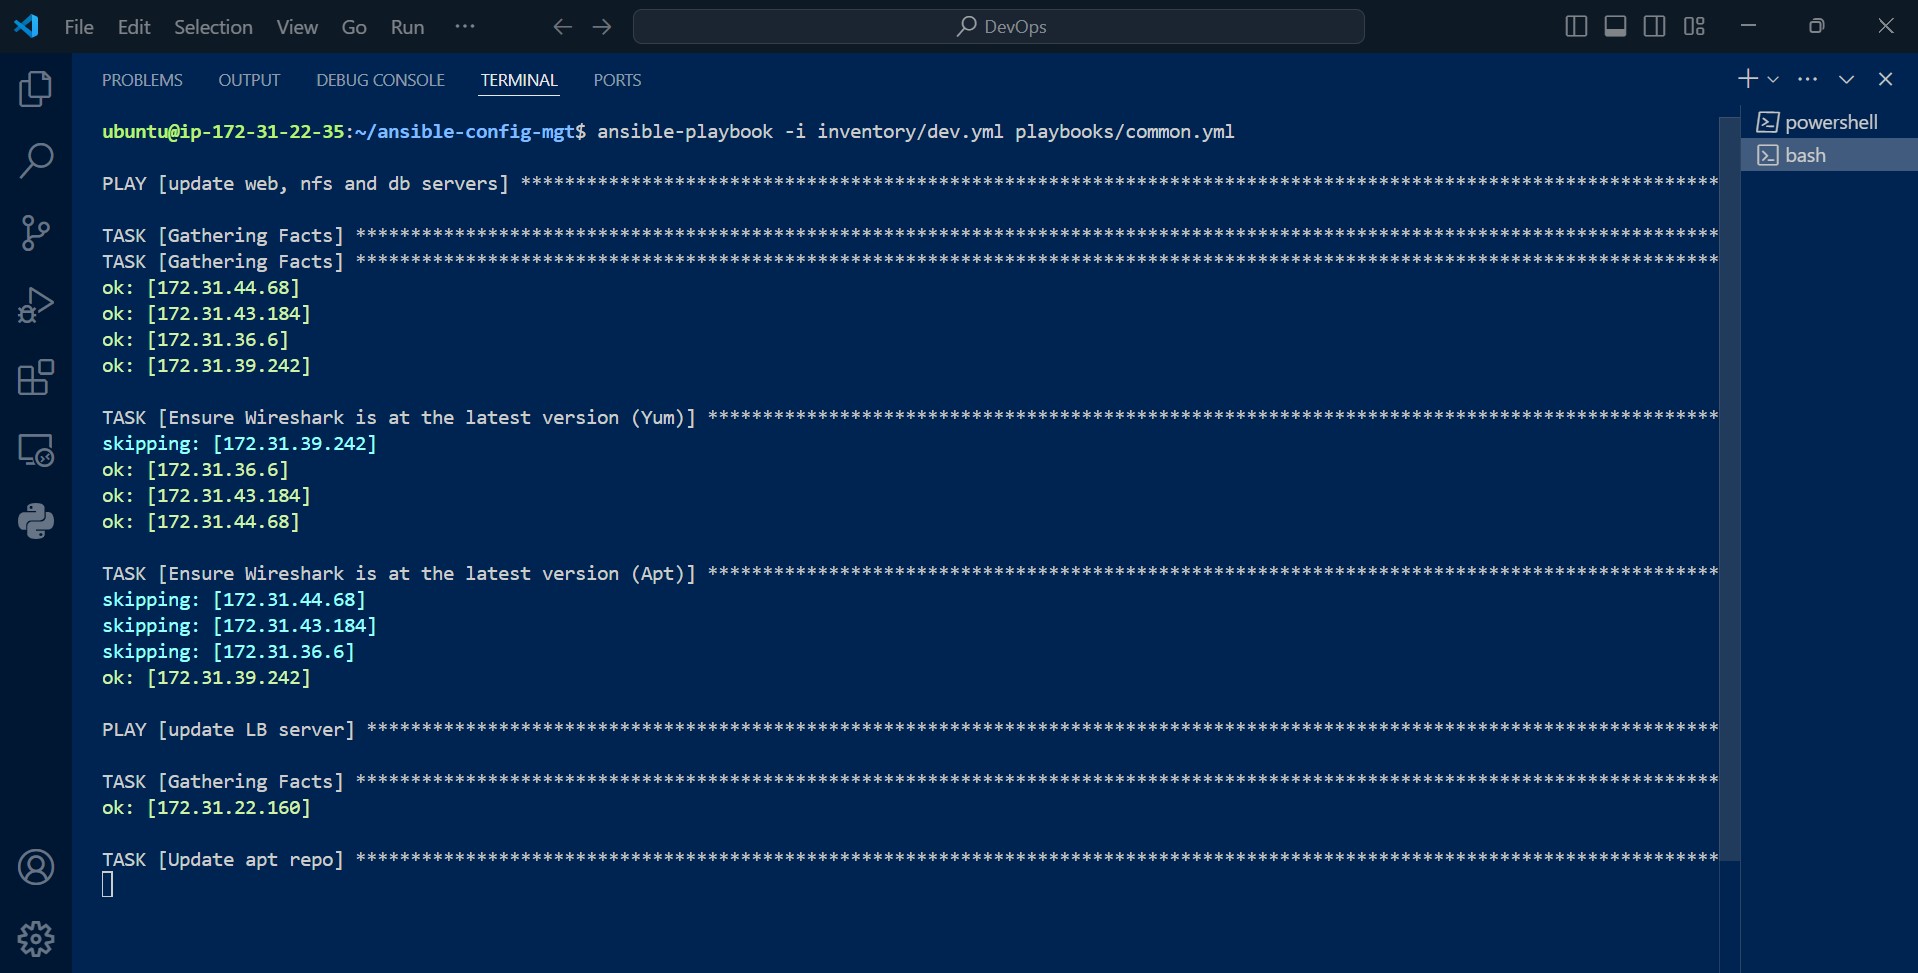 File Edit Selection View Go Run ···
DevOps
PROBLEMS OUTPUT DEBUG CONSOLE TERMINAL PORTS
powershell
bash
ubuntu@ip-172-31-22-35:~/ansible-config-mgt$ ansible-playbook -i inventory/dev.yml playbooks/common.yml
PLAY [update web, nfs and db servers] *************************************************************************************************************
TASK [Gathering Facts] ****************************************************************************************************************************
TASK [Gathering Facts] ****************************************************************************************************************************
ok: [172.31.44.68]
ok: [172.31.43.184]
ok: [172.31.36.6]
ok: [172.31.39.242]
TASK [Ensure Wireshark is at the latest version (Yum)] ********************************************************************************************
skipping: [172.31.39.242]
ok: [172.31.36.6]
ok: [172.31.43.184]
ok: [172.31.44.68]
TASK [Ensure Wireshark is at the latest version (Apt)] ********************************************************************************************
skipping: [172.31.44.68]
skipping: [172.31.43.184]
skipping: [172.31.36.6]
ok: [172.31.39.242]
PLAY [update LB server] ***************************************************************************************************************************
TASK [Gathering Facts] ****************************************************************************************************************************
ok: [172.31.22.160]
TASK [Update apt repo] ****************************************************************************************************************************